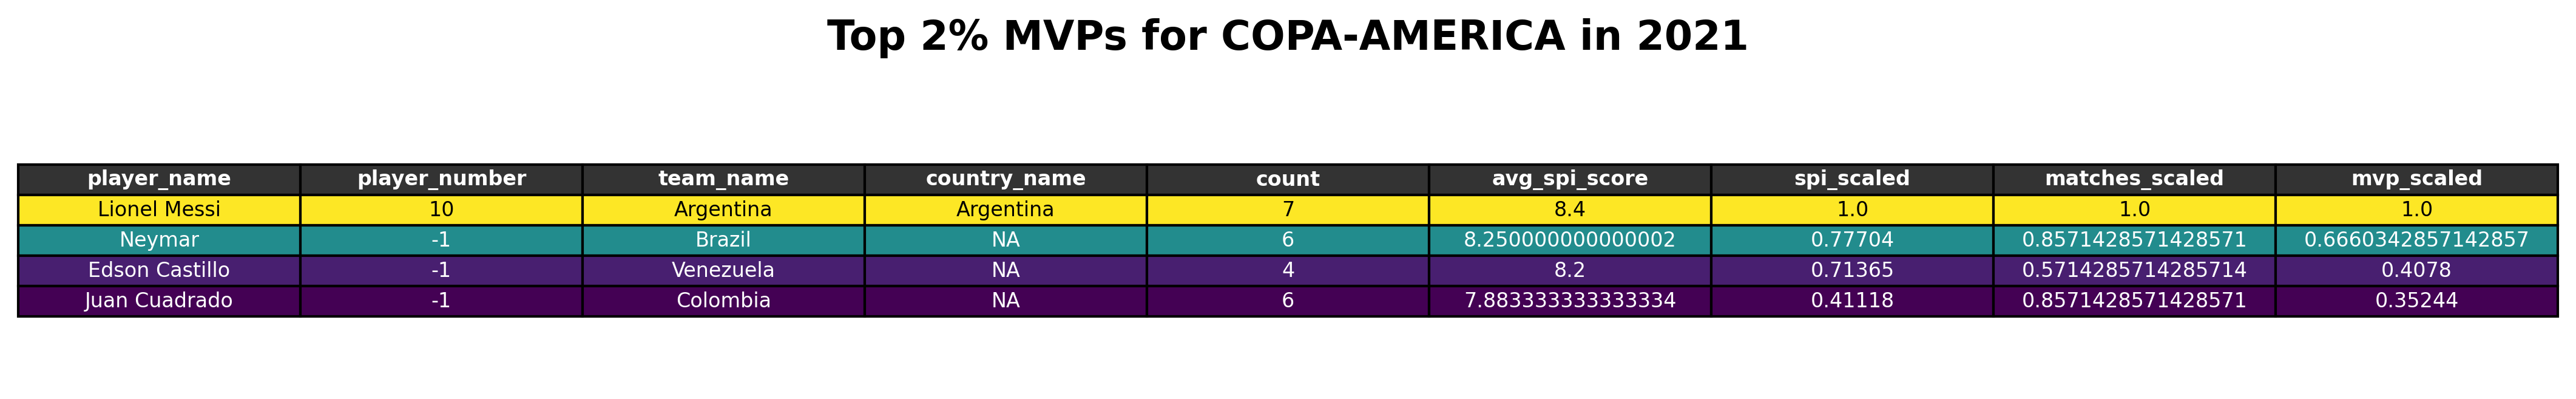 Top 2% MVPs for COPA-AMERICA in 2021
player_name player_number team_name country_name count avg_spi_score spi_scaled matches_scaled mvp_scaled
Lionel Messi 10 Argentina Argentina 7 8.4 1.0 1.0 1.0
Neymar -1 Brazil NA 6 8.250000000000002 0.77704 0.8571428571428571 0.6660342857142857
Edson Castillo -1 Venezuela NA 4 8.2 0.71365 0.5714285714285714 0.4078
Juan Cuadrado -1 Colombia NA 6 7.883333333333334 0.41118 0.8571428571428571 0.35244